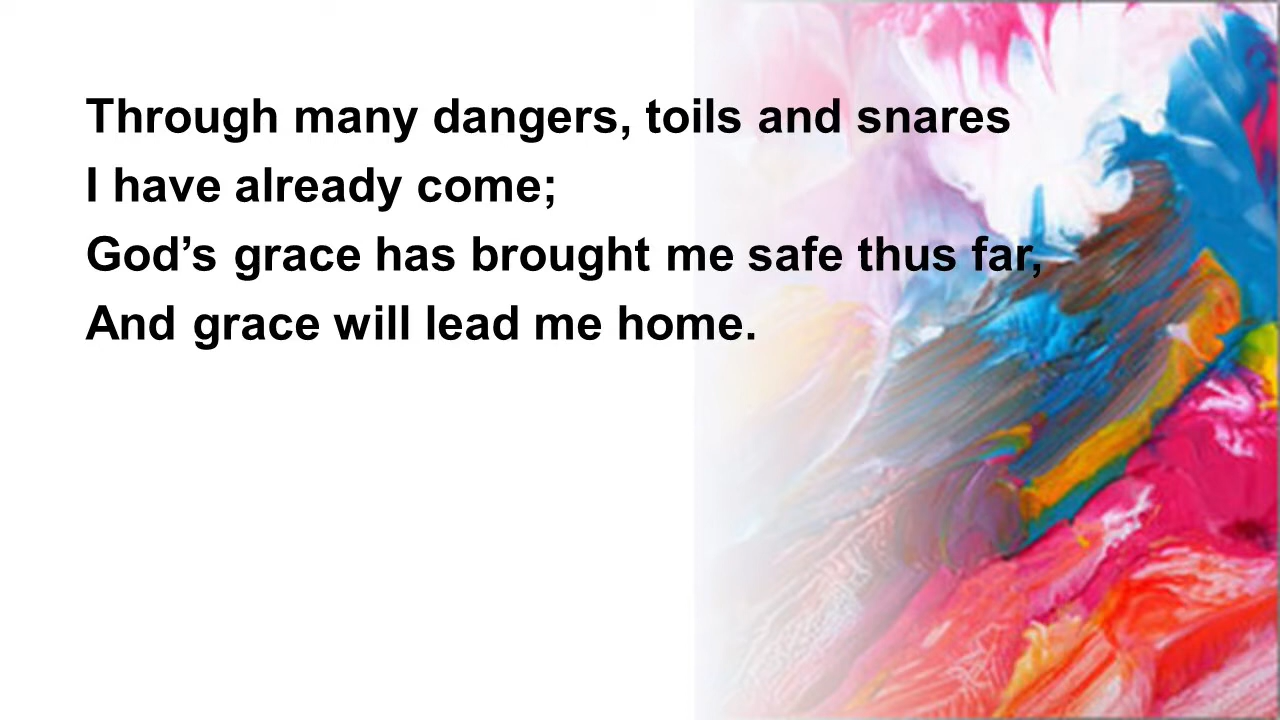 Through many dangers, toils and snares
I have already come;
God’s grace has brought me safe thus far,
And grace will lead me home.